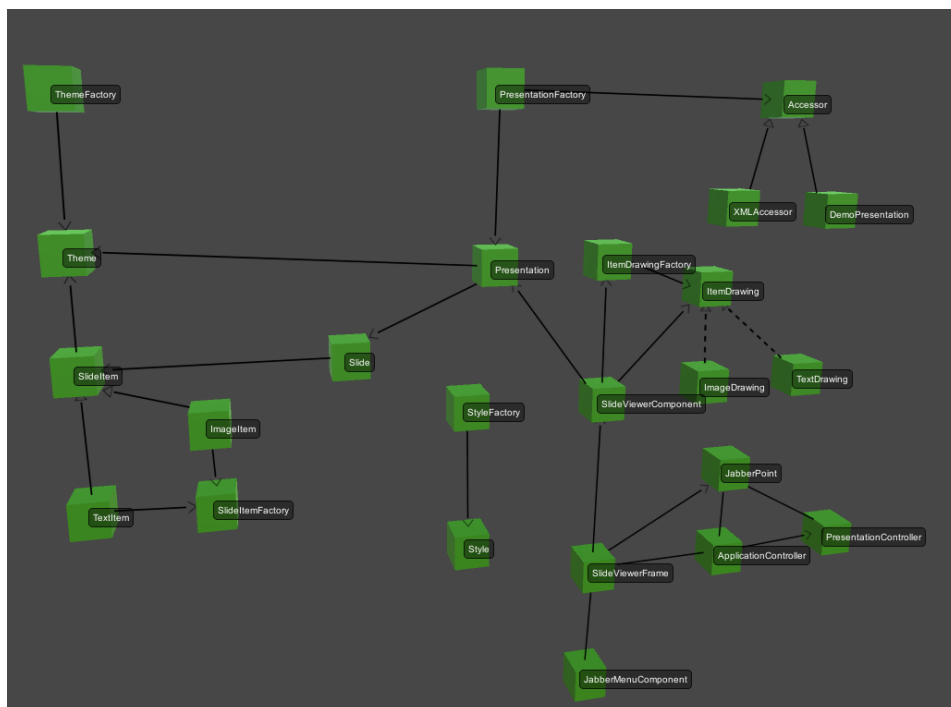 ThemeFactory
PresentationFactory
Accessor
XMLAccessor
DemoPresentation
Theme
Presentation
ItemDrawingFactory
ItemDrawing
SlideItem
Slide
StyleFactory
SlideViewerComponent
ImageDrawing
TextDrawing
ImageItem
TextItem
SlideItemFactory
Style
JabberPoint
PresentationController
ApplicationController
SlideViewerFrame
JabberMenuComponent